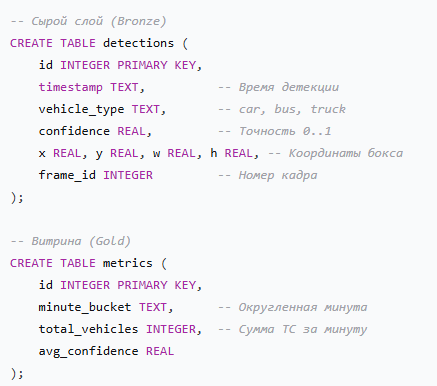 -- Сырой слой (Bronze)
CREATE TABLE detections (
    id INTEGER PRIMARY KEY,
    timestamp TEXT,          -- Время детекции
    vehicle_type TEXT,       -- car, bus, truck
    confidence REAL,         -- Точность 0..1
    x REAL, y REAL, w REAL, h REAL, -- Координаты бокса
    frame_id INTEGER         -- Номер кадра
);

-- Витрина (Gold)
CREATE TABLE metrics (
    id INTEGER PRIMARY KEY,
    minute_bucket TEXT,      -- Округленная минута
    total_vehicles INTEGER,  -- Сумма ТС за минуту
    avg_confidence REAL
);